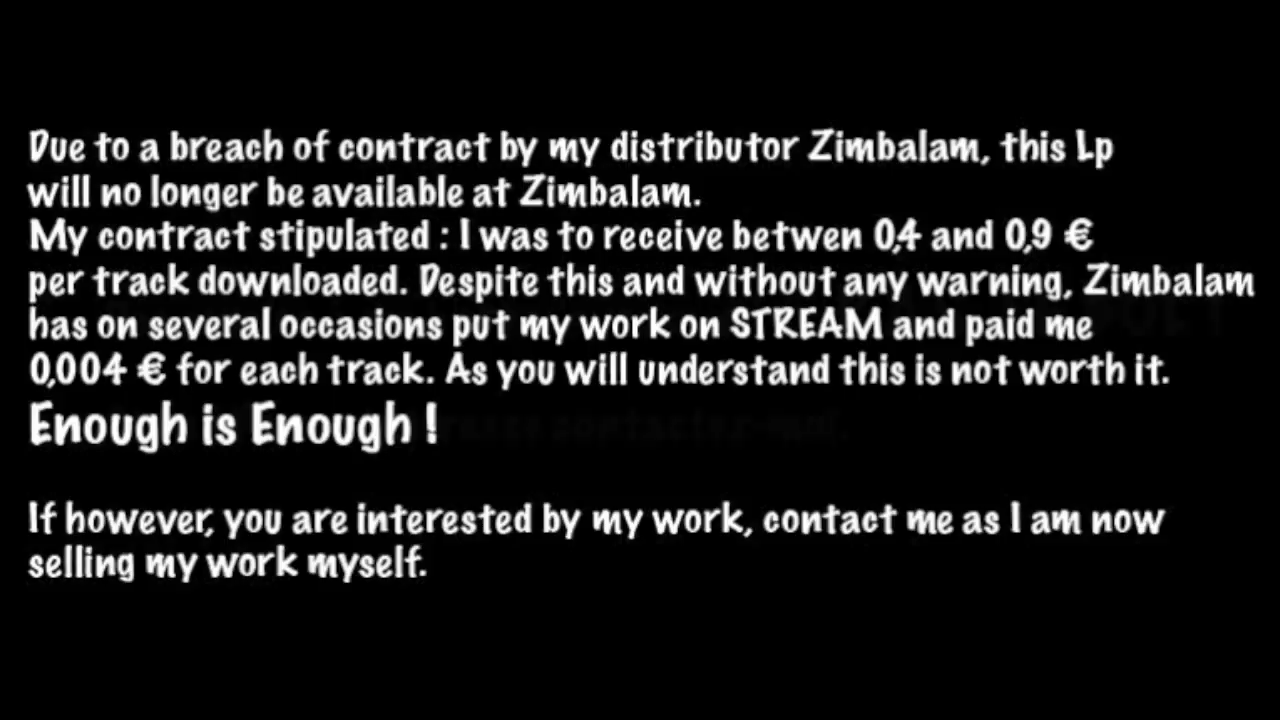 Due to a breach of contract by my distributor Zimbalam, this Lp
will no longer be available at Zimbalam.
My contract stipulated : I was to receive betwen 0,4 and 0,9 €
per track downloaded. Despite this and without any warning, Zimbalam
has on several occasions put my work on STREAM and paid me
0,004 € for each track. As you will understand this is not worth it.
Enough is Enough !
If however, you are interested by my work, contact me as I am now
selling my work myself.